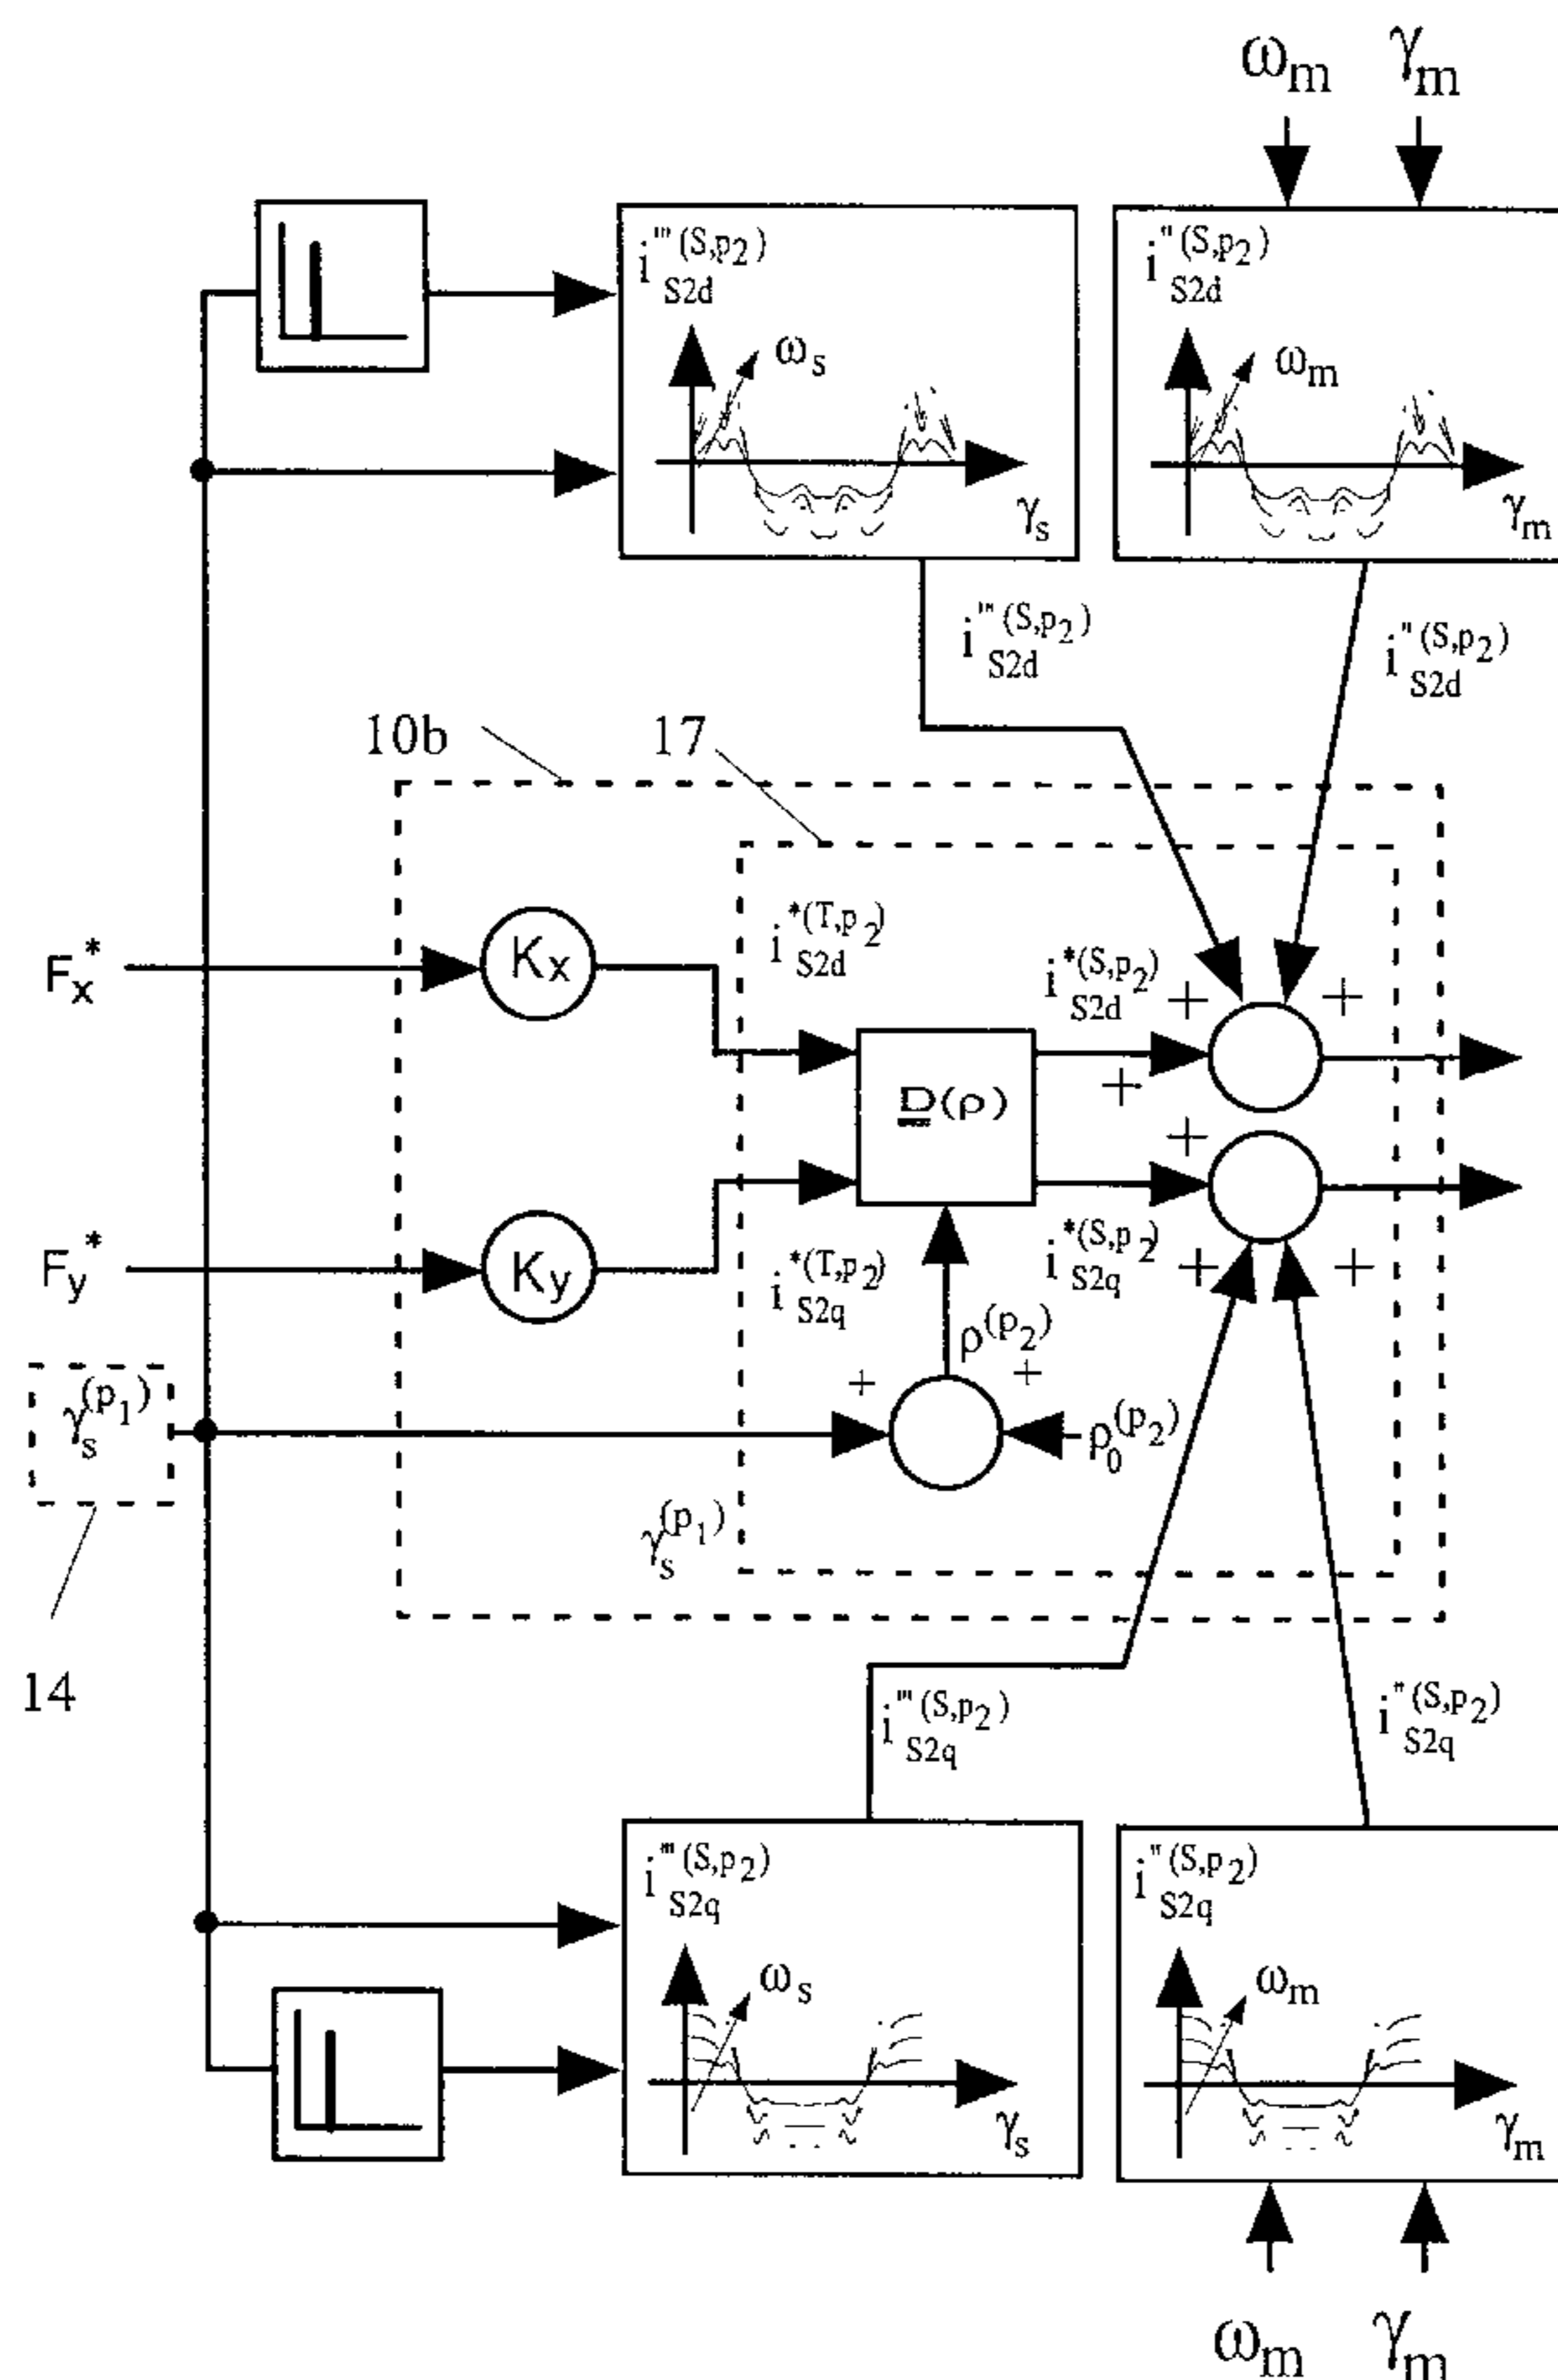 ωm γm
i'''(S,p2) S2d
i''(S,p2) S2d
ωs
ωm
γs
γm
i'''(S,p2) S2d
i''(S,p2) S2d
10b
17
Fx*
Kx
i*(T,p2) S2d
i*(S,p2) S2d
+ +
+
D(ρ)
+
Fy*
Ky
i*(T,p2) S2q
i*(S,p2) S2q
+ +
ρ(p2)
+ +
γs(p1)
ρ0(p2)
γs(p1)
14
i'''(S,p2) S2q
i''(S,p2) S2q
i'''(S,p2) S2q
i''(S,p2) S2q
ωs
ωm
γs
γm
ωm γm